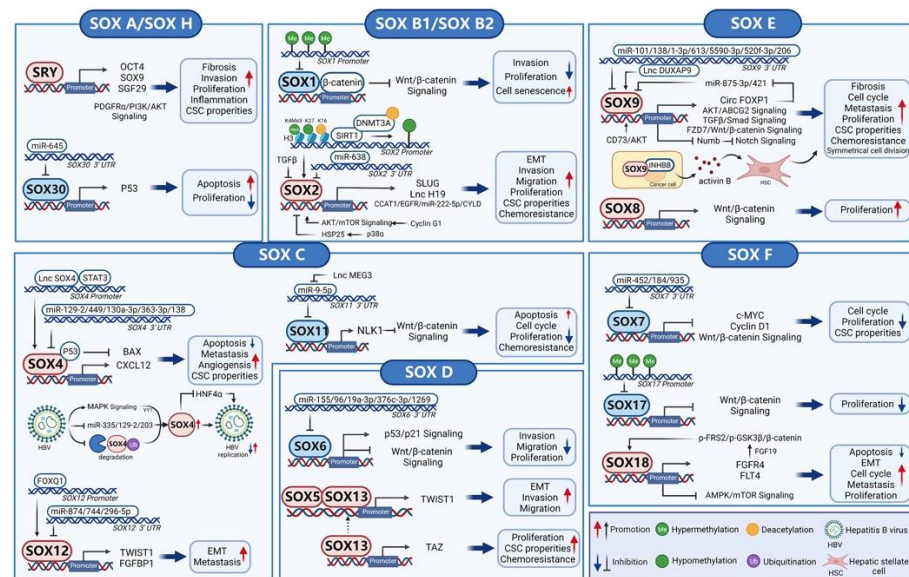 SOX A/SOX H
SRY
Promoter
OCT4
SOX9
SGF29
PDGFRα/PI3K/AKT
Signaling
Fibrosis
Invasion
Proliferation
Inflammation
CSC properities
miR-645
SOX30 3' UTR
SOX30
Promoter
P53
Apoptosis
Proliferation
SOX B1/SOX B2
Me Me Me
SOX1 Promoter
SOX1
β-catenin
Wnt/β-catenin
Signaling
Invasion
Proliferation
Cell senescence
K4Me3 K27 K16
H3
SIRT1
DNMT3A
SOX2 Promoter
TGFβ
miR-638
SOX2 3' UTR
SOX2
Promoter
SLUG
Lnc H19
CCAT1/EGFR/miR-222-5p/CYLD
AKT/mTOR Signaling
Cyclin G1
HSP25
p38α
EMT
Invasion
Migration
Proliferation
CSC properities
Chemoresistance
SOX E
miR-101/138/1-3p/613/5590-3p/520f-3p/206
SOX9 3' UTR
Lnc DUXAP9
miR-875-3p/421
SOX9
Promoter
Circ FOXP1
AKT/ABCG2 Signaling
TGFβ/Smad Signaling
FZD7/Wnt/β-catenin Signaling
CD73/AKT
Numb
Notch Signaling
Fibrosis
Cell cycle
Metastasis
Proliferation
CSC properties
Chemoresistance
Symmetrical cell division
SOX9
INHBB
Cancer cell
activin B
HSC
SOX8
Promoter
Wnt/β-catenin
Signaling
Proliferation
SOX C
Lnc SOX4
STAT3
SOX4 Promoter
miR-129-2/449/130a-3p/363-3p/138
SOX4 3' UTR
SOX4
P53
Promoter
BAX
CXCL12
Apoptosis
Metastasis
Angiogensis
CSC properities
HBV
MAPK Signaling
YY1
miR-335/129-2/203
SOX4
Ub
degradation
SOX4
HNF4α
HBV
replication
FOXQ1
SOX12 Promoter
miR-874/744/296-5p
SOX12 3' UTR
SOX12
Promoter
TWIST1
FGFBP1
EMT
Metastasis
Lnc MEG3
miR-9-5p
SOX11 3' UTR
SOX11
Promoter
NLK1
Wnt/β-catenin
Signaling
Apoptosis
Cell cycle
Proliferation
Chemoresistance
SOX D
miR-155/96/19a-3p/376c-3p/1269
SOX6 3' UTR
SOX6
Promoter
p53/p21 Signaling
Wnt/β-catenin
Signaling
Invasion
Migration
Proliferation
SOX5
SOX13
Promoter
TWIST1
EMT
Invasion
Migration
SOX13
Promoter
TAZ
Proliferation
CSC properties
Chemoresistance
SOX F
miR-452/184/935
SOX7 3' UTR
SOX7
Promoter
c-MYC
Cyclin D1
Wnt/β-catenin Signaling
Cell cycle
Proliferation
CSC properties
Me Me Me
SOX17 Promoter
SOX17
Promoter
Wnt/β-catenin
Signaling
Proliferation
p-FRS2/p-GSK3β/β-catenin
FGF19
SOX18
Promoter
FGFR4
FLT4
AMPK/mTOR Signaling
Apoptosis
EMT
Cell cycle
Metastasis
Proliferation
Promotion
Me Hypermethylation
Deacetylation
HBV
Hepatitis B virus
Inhibition
Hypomethylation
Ub Ubiquitination
HSC
Hepatic stellate
cell